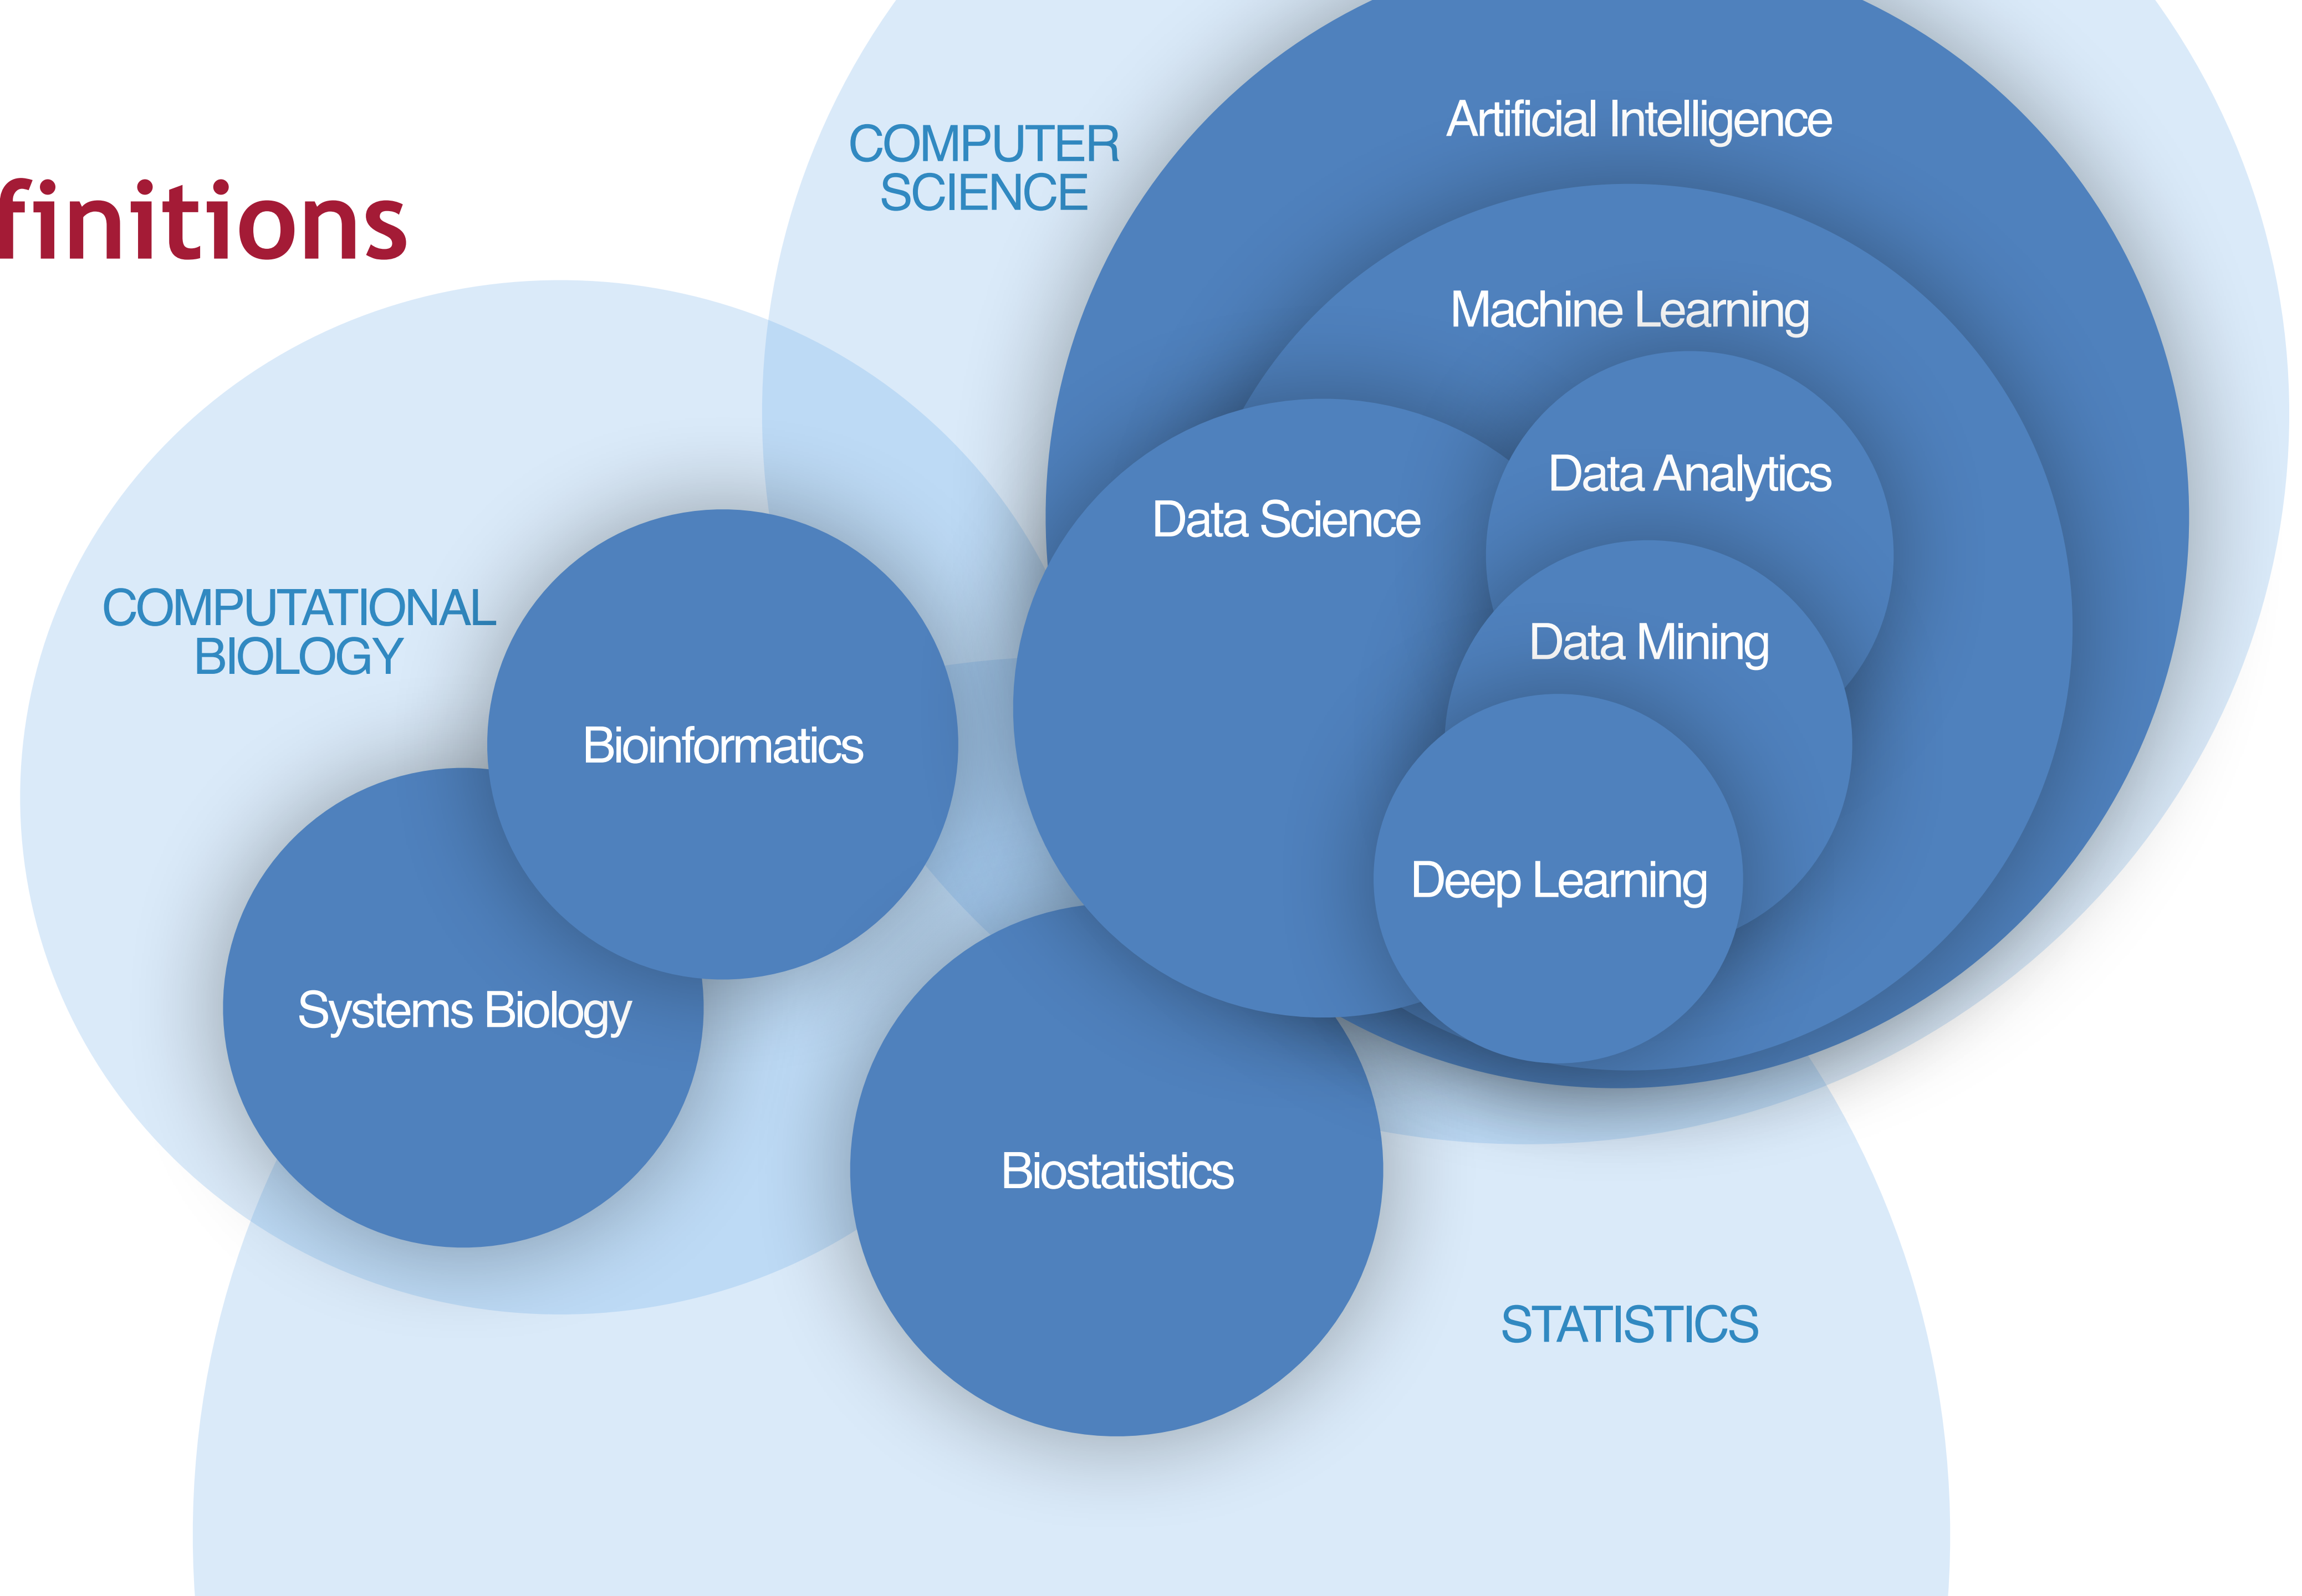 finitions
COMPUTER
SCIENCE
Artificial Intelligence
Machine Learning
Data Analytics
Data Science
Data Mining
Deep Learning
COMPUTATIONAL
BIOLOGY
Bioinformatics
Systems Biology
Biostatistics
STATISTICS